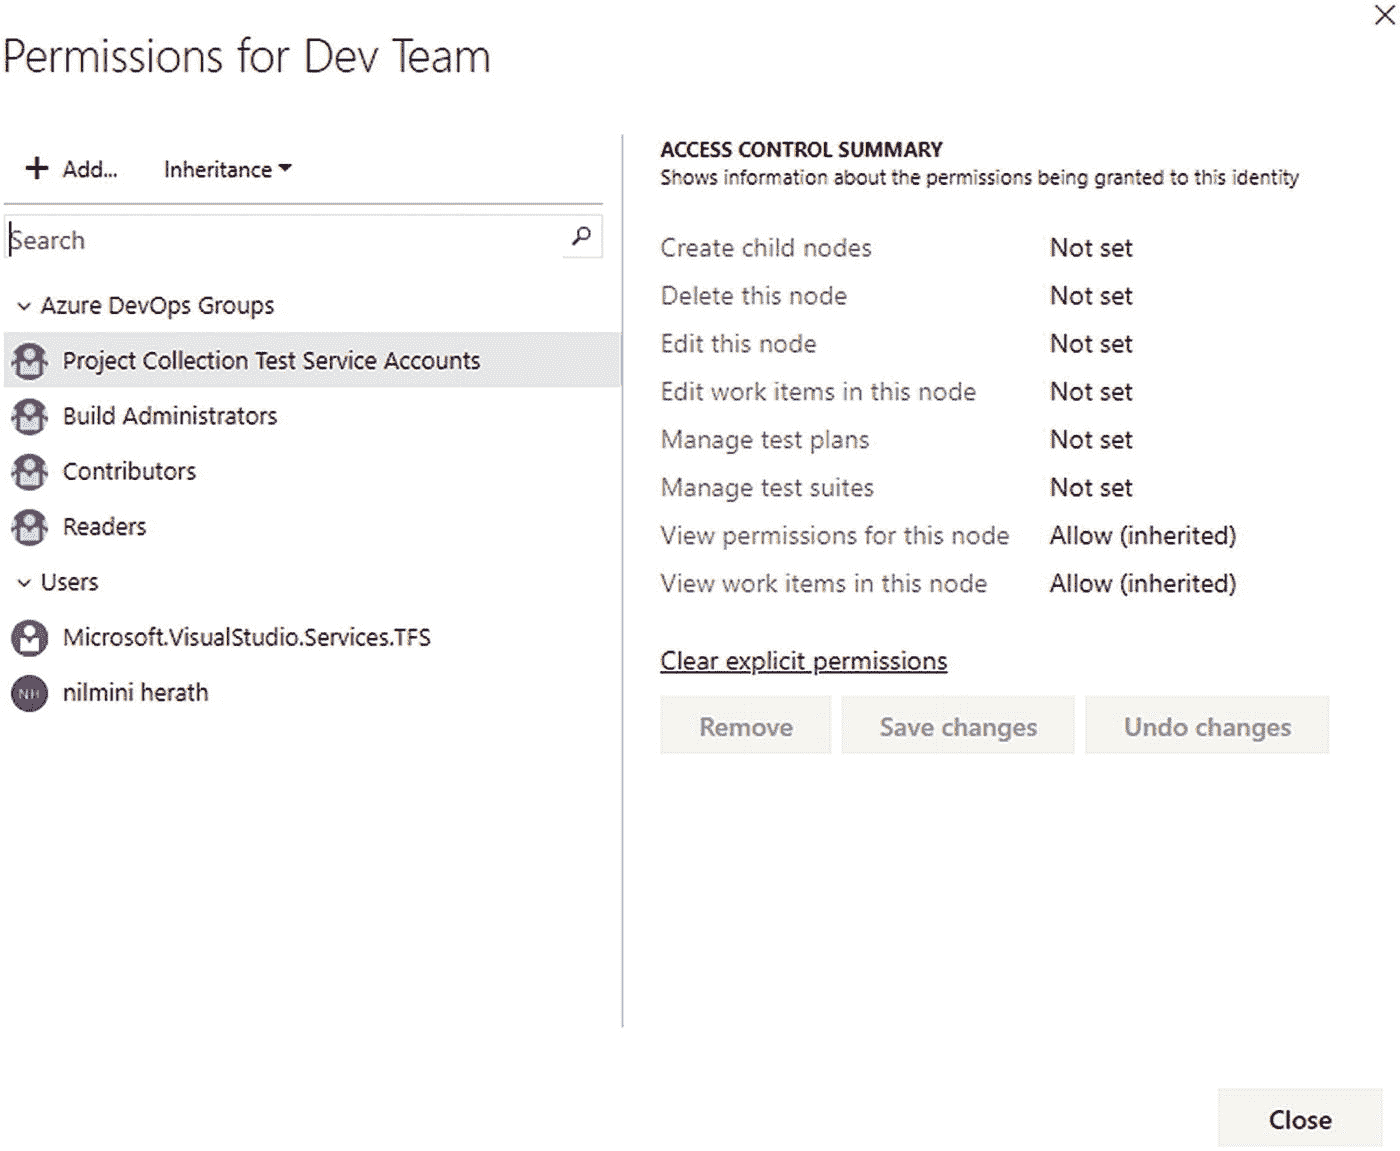 Permissions for Dev Team
+ Add... Inheritance
Search
Azure DevOps Groups
Project Collection Test Service Accounts
Build Administrators
Contributors
Readers
Users
Microsoft.VisualStudio.Services.TFS
NH nilmini herath
ACCESS CONTROL SUMMARY
Shows information about the permissions being granted to this identity
Create child nodes Not set
Delete this node Not set
Edit this node Not set
Edit work items in this node Not set
Manage test plans Not set
Manage test suites Not set
View permissions for this node Allow (inherited)
View work items in this node Allow (inherited)
Clear explicit permissions
Remove Save changes Undo changes
Close